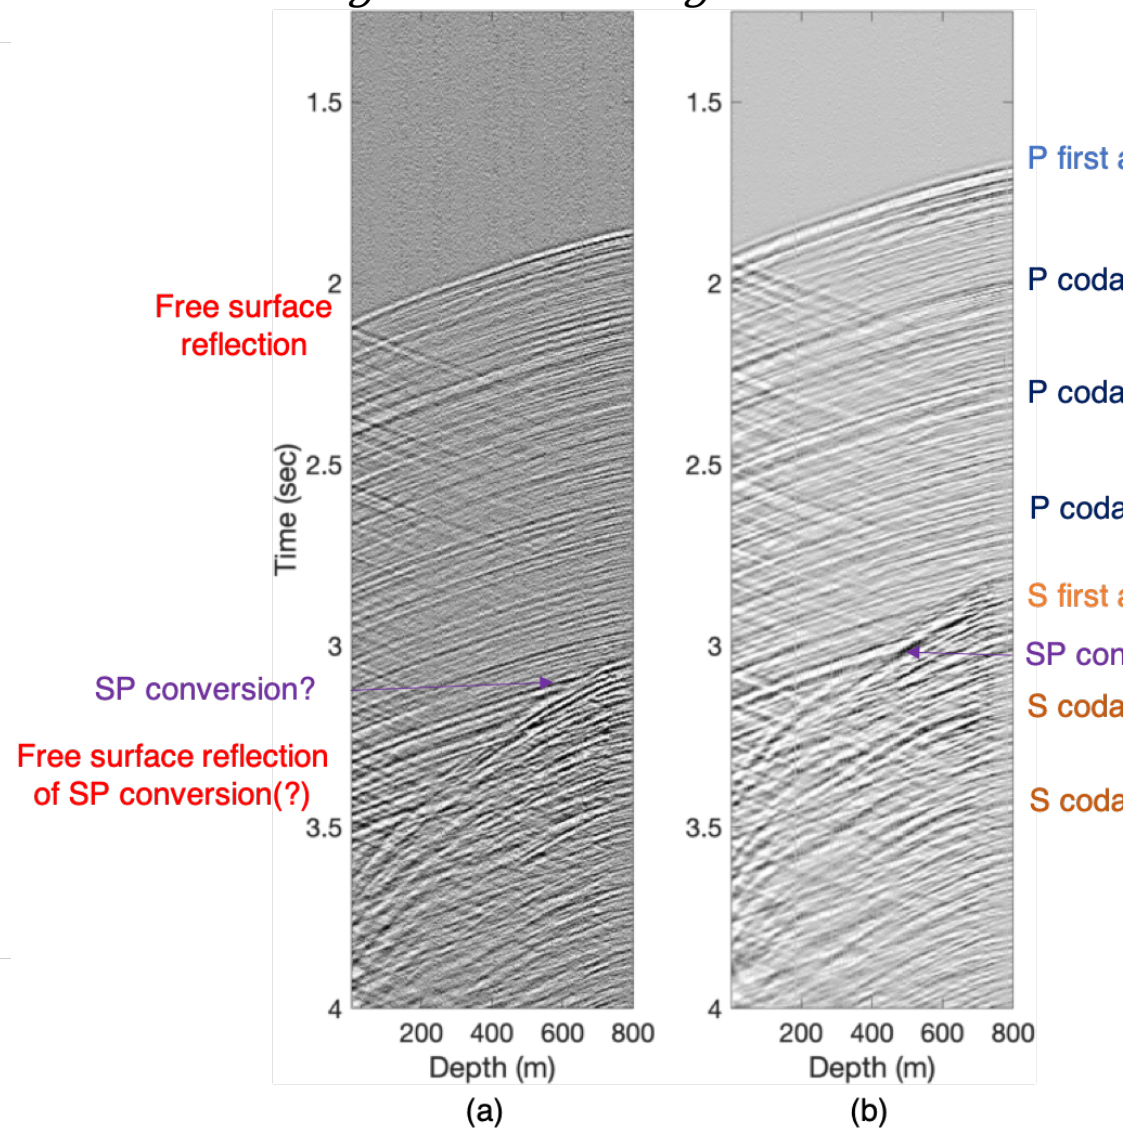 1.5
2
2.5
3
3.5
4
Time (sec)
200 400 600 800
Depth (m)
(a)
Free surface
reflection
SP conversion?
Free surface reflection
of SP conversion(?)
1.5
2
2.5
3
3.5
4
200 400 600 800
Depth (m)
(b)
P first a
P coda
P coda
P coda
S first a
SP con
S coda
S coda